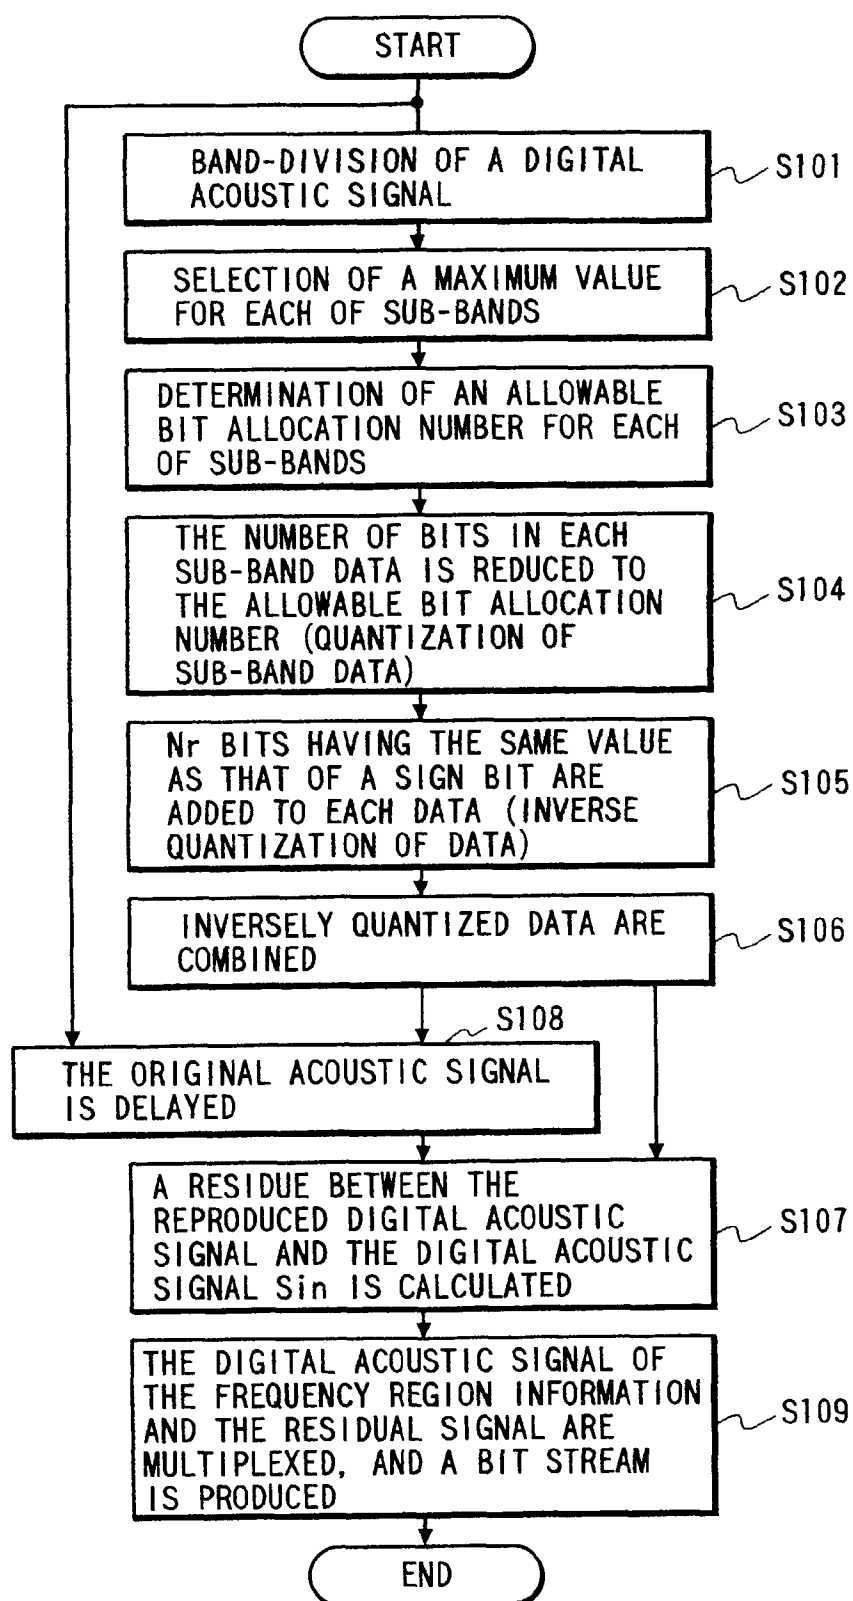 START
BAND-DIVISION OF A DIGITAL
ACOUSTIC SIGNAL
S101
SELECTION OF A MAXIMUM VALUE
FOR EACH OF SUB-BANDS
S102
DETERMINATION OF AN ALLOWABLE
BIT ALLOCATION NUMBER FOR EACH
OF SUB-BANDS
S103
THE NUMBER OF BITS IN EACH
SUB-BAND DATA IS REDUCED TO
THE ALLOWABLE BIT ALLOCATION
NUMBER (QUANTIZATION OF
SUB-BAND DATA)
S104
Nr BITS HAVING THE SAME VALUE
AS THAT OF A SIGN BIT ARE
ADDED TO EACH DATA (INVERSE
QUANTIZATION OF DATA)
S105
INVERSELY QUANTIZED DATA ARE
COMBINED
S106
S108
THE ORIGINAL ACOUSTIC SIGNAL
IS DELAYED
A RESIDUE BETWEEN THE
REPRODUCED DIGITAL ACOUSTIC
SIGNAL AND THE DIGITAL ACOUSTIC
SIGNAL Sin IS CALCULATED
S107
THE DIGITAL ACOUSTIC SIGNAL OF
THE FREQUENCY REGION INFORMATION
AND THE RESIDUAL SIGNAL ARE
MULTIPLEXED, AND A BIT STREAM
IS PRODUCED
S109
END